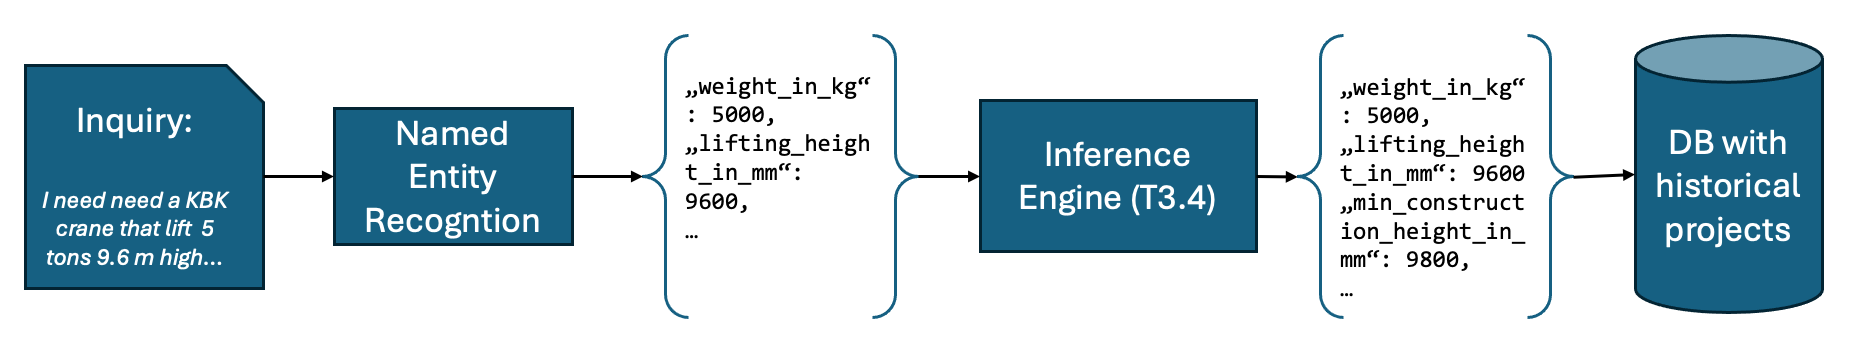 Inquiry:
I need need a KBK
crane that lift 5
tons 9.6 m high...
Named
Entity
Recogntion
„weight_in_kg“
: 5000,
„lifting_heigh
t_in_mm“:
9600,
…
Inference
Engine (T3.4)
„weight_in_kg“
: 5000,
„lifting_heigh
t_in_mm“: 9600
„min_construct
ion_height_in_
mm“: 9800,
…
DB with
historical
projects